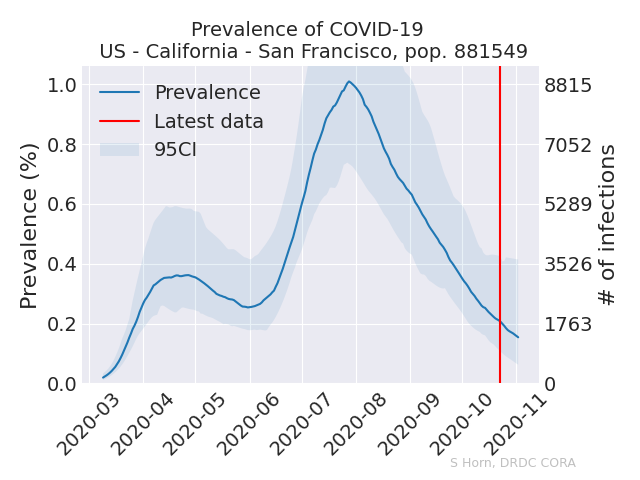 Prevalence of COVID-19
US - California - San Francisco, pop. 881549
Prevalence
Latest data
95CI
Prevalence (%)
1.0
0.8
0.6
0.4
0.2
0.0
8815
7052
5289
3526
1763
0
# of infections
2020-03
2020-04
2020-05
2020-06
2020-07
2020-08
2020-09
2020-10
2020-11
S Horn, DRDC CORA